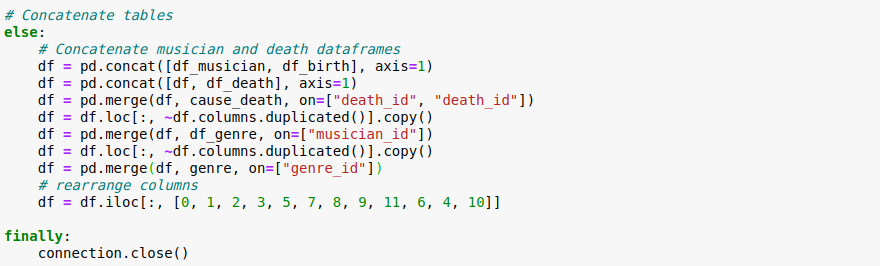 # Concatenate tables
else:
    # Concatenate musician and death dataframes
    df = pd.concat([df_musician, df_birth], axis=1)
    df = pd.concat([df, df_death], axis=1)
    df = pd.merge(df, cause_death, on=["death_id", "death_id"])
    df = df.loc[:, ~df.columns.duplicated()].copy()
    df = pd.merge(df, df_genre, on=["musician_id"])
    df = df.loc[:, ~df.columns.duplicated()].copy()
    df = pd.merge(df, genre, on=["genre_id"])
    # rearrange columns
    df = df.iloc[:, [0, 1, 2, 3, 5, 7, 8, 9, 11, 6, 4, 10]]

finally:
    connection.close()